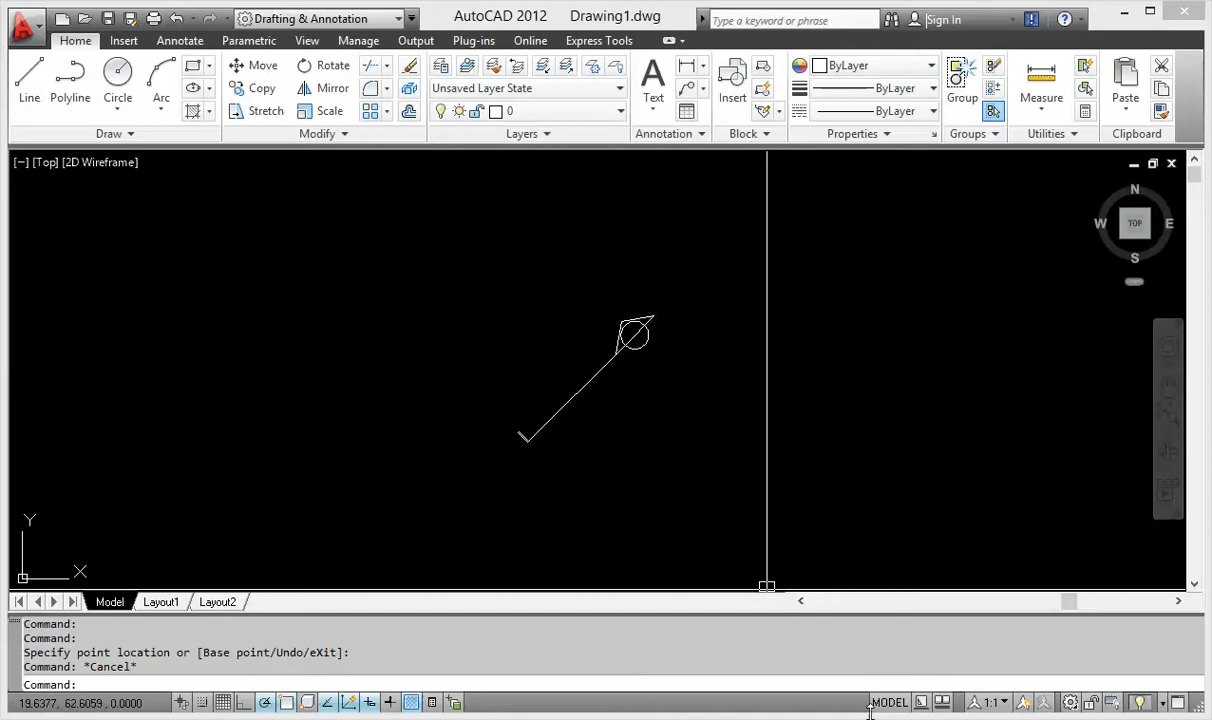 Drafting & Annotation AutoCAD 2012 Drawing1.dwg Type a keyword or phrase Sign In
Home Insert Annotate Parametric View Manage Output Plug-ins Online Express Tools
Line Polyline Circle Arc
Move Rotate
Copy Mirror
Stretch Scale
Unsaved Layer State
0
Text
Insert
ByLayer
ByLayer
ByLayer
Group
Measure
Paste
Draw Modify Layers Annotation Block Properties Groups Utilities Clipboard
[−] [Top] [2D Wireframe]
N
W TOP E
S
Y
X
Model Layout1 Layout2
Command:
Command:
Specify point location or [Base point/Undo/eXit]:
Command: *Cancel*
Command:
19.6377, 62.6059, 0.0000 MODEL 1:1